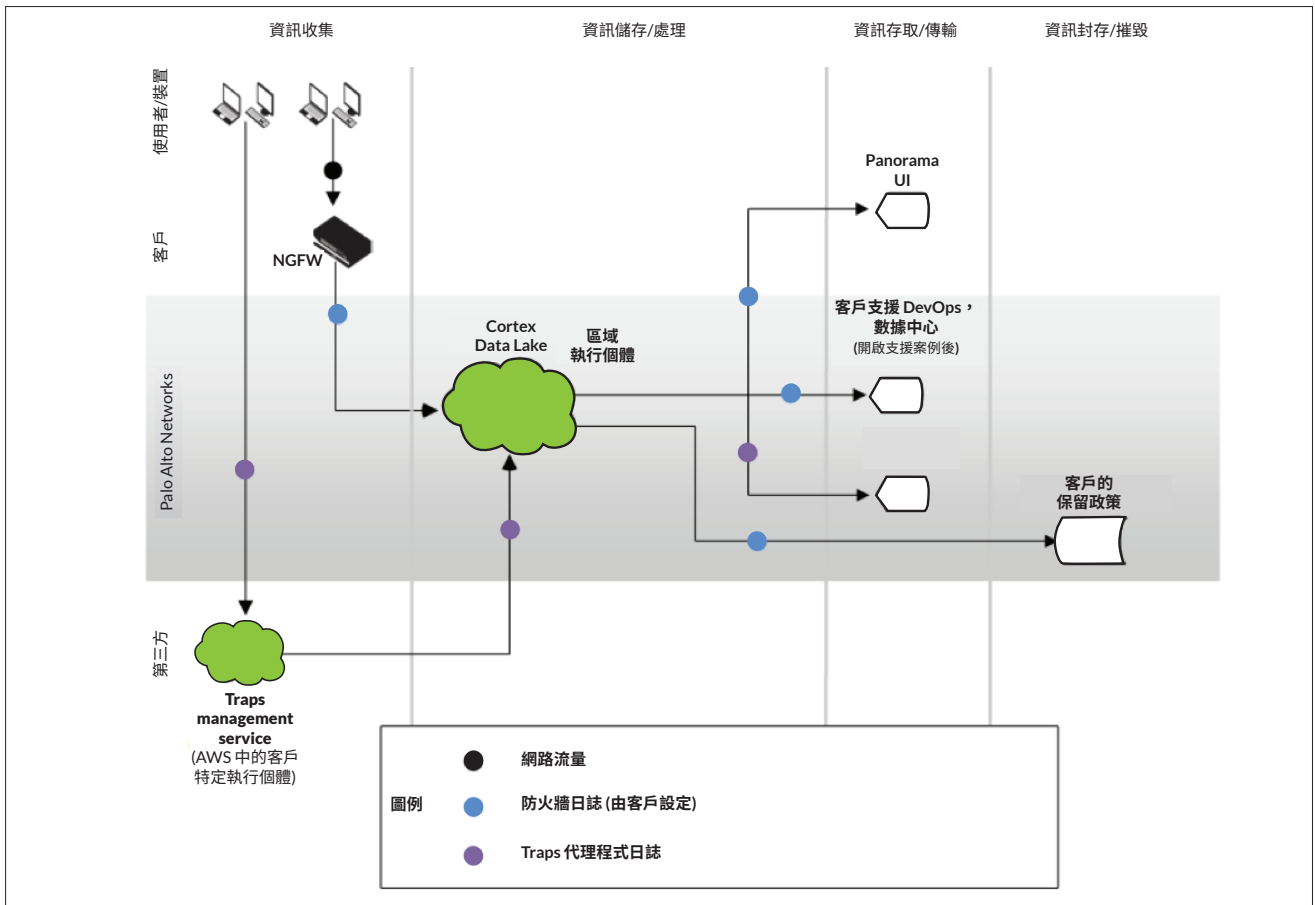 資訊收集
資訊儲存/處理
資訊存取/傳輸
資訊封存/摧毀
使用者/裝置
客戶
NGFW
Panorama
UI
Palo Alto Networks
Cortex
Data Lake
區域
執行個體
客戶支援 DevOps，
數據中心
(開啟支援案例後)
客戶的
保留政策
第三方
Traps
management
service
(AWS 中的客戶
特定執行個體)
圖例
網路流量
防火牆日誌 (由客戶設定)
Traps 代理程式日誌